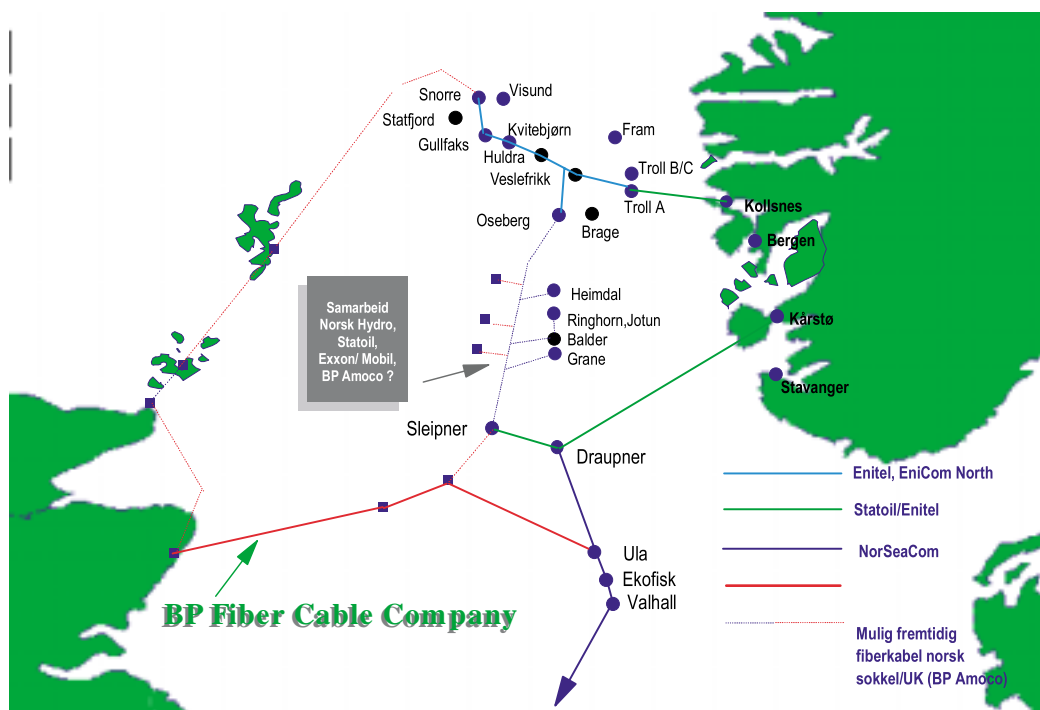 Snorre
Visund
Statfjord
Gullfaks
Kvitebjørn
Fram
Huldra
Veslefrikk
Troll B/C
Troll A
Kollsnes
Oseberg
Brage
Bergen
Samarbeid
Norsk Hydro,
Statoil,
Exxon/ Mobil,
BP Amoco ?
Heimdal
Ringhorn,Jotun
Balder
Grane
Kårstø
Stavanger
Sleipner
Draupner
Ula
Ekofisk
Valhall
BP Fiber Cable Company
Enitel, EniCom North
Statoil/Enitel
NorSeaCom
Mulig fremtidig
fiberkabel norsk
sokkel/UK (BP Amoco)